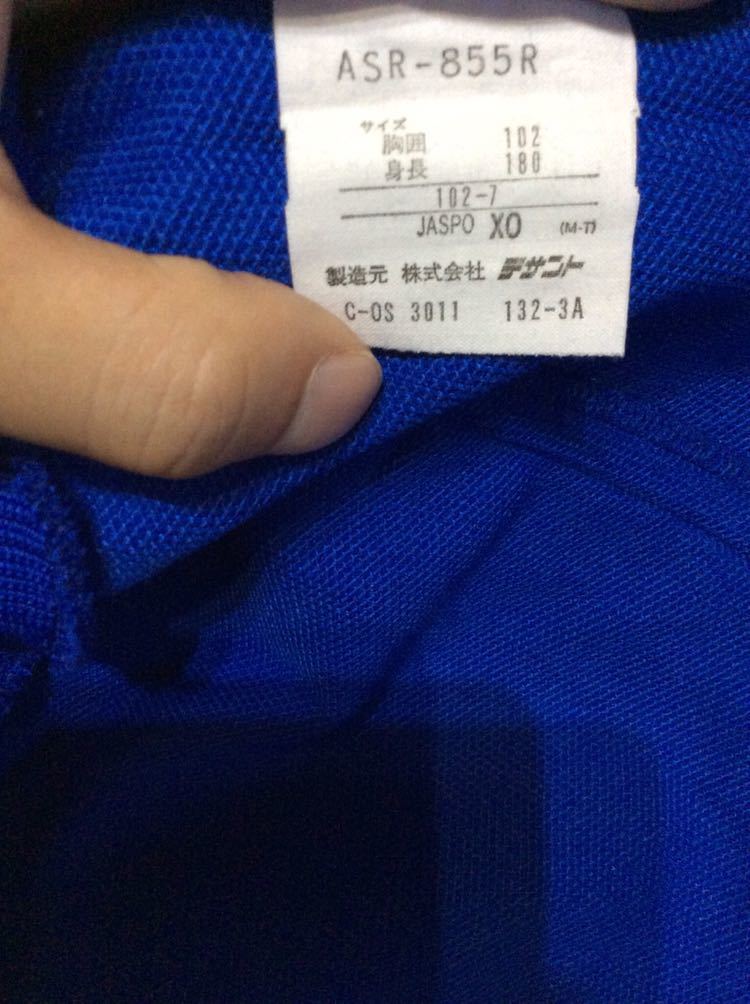 ASR-855R
サイズ
胸囲 102
身長 180
102-7
JASPO XO (M-7)
製造元 株式会社 デサント
C-OS 3011 132-3A